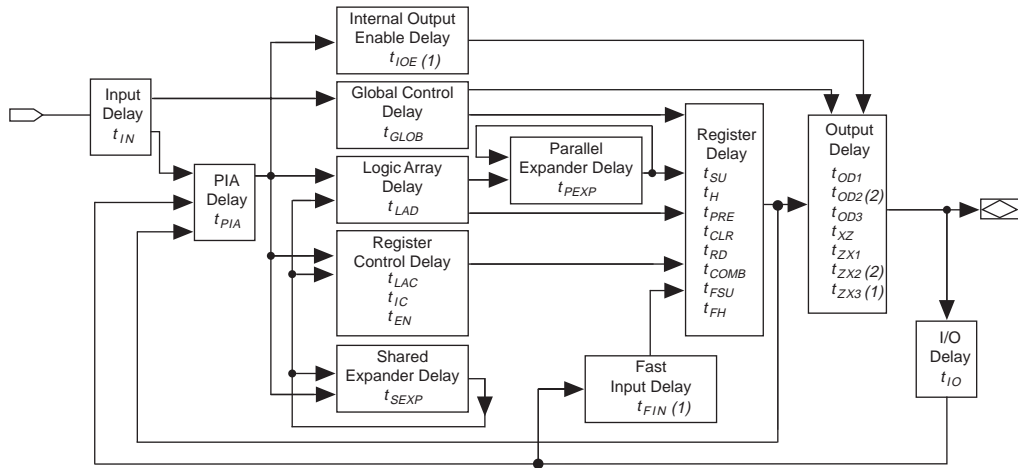 Internal Output
Enable Delay
tIOE (1)
Input
Delay
tIN
Global Control
Delay
tGLOB
PIA
Delay
tPIA
Logic Array
Delay
tLAD
Parallel
Expander Delay
tPEXP
Register
Control Delay
tLAC
tIC
tEN
Shared
Expander Delay
tSEXP
Fast
Input Delay
tFIN (1)
Register
Delay
tSU
tH
tPRE
tCLR
tRD
tCOMB
tFSU
tFH
Output
Delay
tOD1
tOD2 (2)
tOD3
tXZ
tZX1
tZX2 (2)
tZX3 (1)
I/O
Delay
tIO